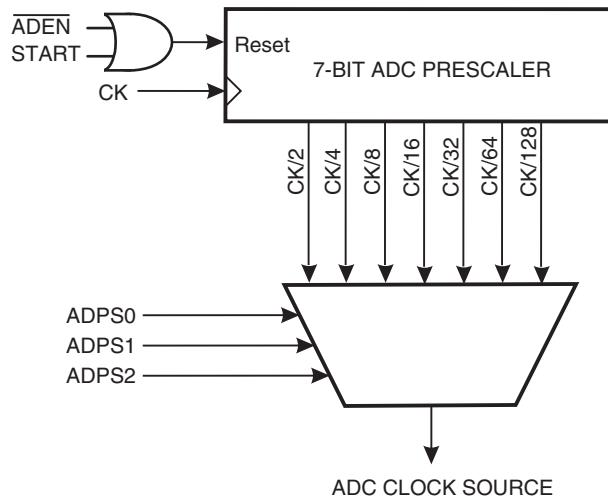 ADEN
START
Reset
7-BIT ADC PRESCALER
CK
CK/2
CK/4
CK/8
CK/16
CK/32
CK/64
CK/128
ADPS0
ADPS1
ADPS2
ADC CLOCK SOURCE